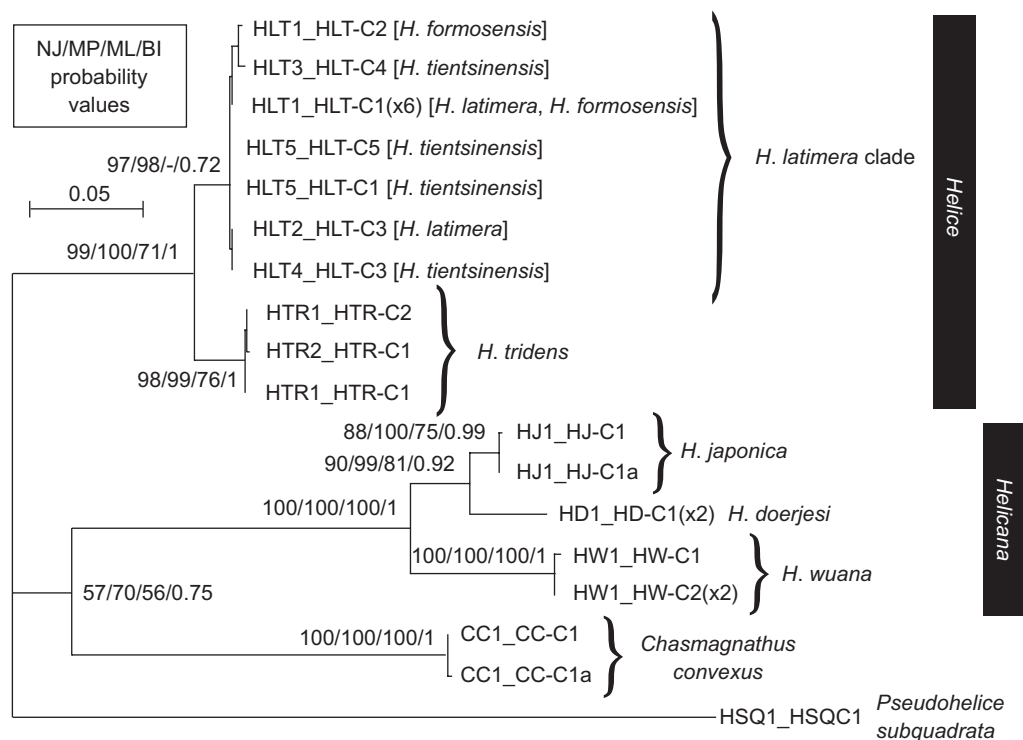 NJ/MP/ML/BI
probability
values
HLT1_HLT-C2 [H. formosensis]
HLT3_HLT-C4 [H. tientsinensis]
HLT1_HLT-C1(x6) [H. latimera, H. formosensis]
HLT5_HLT-C5 [H. tientsinensis]
HLT5_HLT-C1 [H. tientsinensis]
HLT2_HLT-C3 [H. latimera]
HLT4_HLT-C3 [H. tientsinensis]
H. latimera clade
Helice
97/98/-/0.72
0.05
99/100/71/1
HTR1_HTR-C2
HTR2_HTR-C1
HTR1_HTR-C1
H. tridens
98/99/76/1
88/100/75/0.99
HJ1_HJ-C1
HJ1_HJ-C1a
H. japonica
90/99/81/0.92
100/100/100/1
HD1_HD-C1(x2) H. doerjesi
Helicana
100/100/100/1
HW1_HW-C1
HW1_HW-C2(x2)
H. wuana
57/70/56/0.75
100/100/100/1
CC1_CC-C1
CC1_CC-C1a
Chasmagnathus
convexus
HSQ1_HSQC1
Pseudohelice
subquadrata